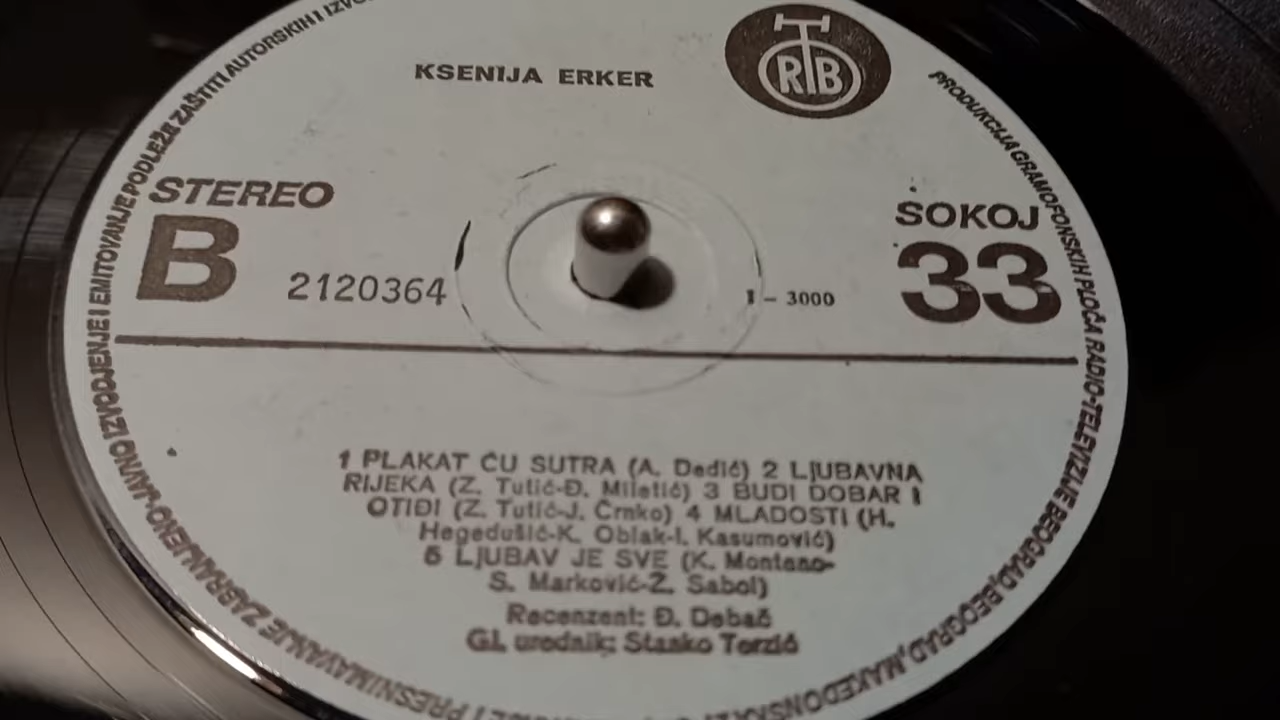 KSENIJA ERKER
RTB
STEREO
B
2120364
I – 3000
SOKOJ
33
1 PLAKAT ĆU SUTRA (A. Dedić) 2 LJUBAVNA
RIJEKA (Z. Tutić-Đ. Miletić) 3 BUDI DOBAR I
OTIĐI (Z. Tutić-J. Črnko) 4 MLADOSTI (H.
Hegedušić-K. Oblak-I. Kasumović)
5 LJUBAV JE SVE (K. Montano-
S. Marković-Ž. Sabol)
Recenzent: Đ. Debač
Gl. urednik: Stanko Terzić
PRODUKCIJA GRAMOFONSKIH PLOČA RADIO-TELEVIZIJE BEOGRAD, BEOGRAD, MAKEDONSKA
PRESNIMAVANJE ZABRANJENO-JAVNO IZVODJENJE I EMITOVANJE PODLEŽE ZAŠTITI AUTORSKIH I